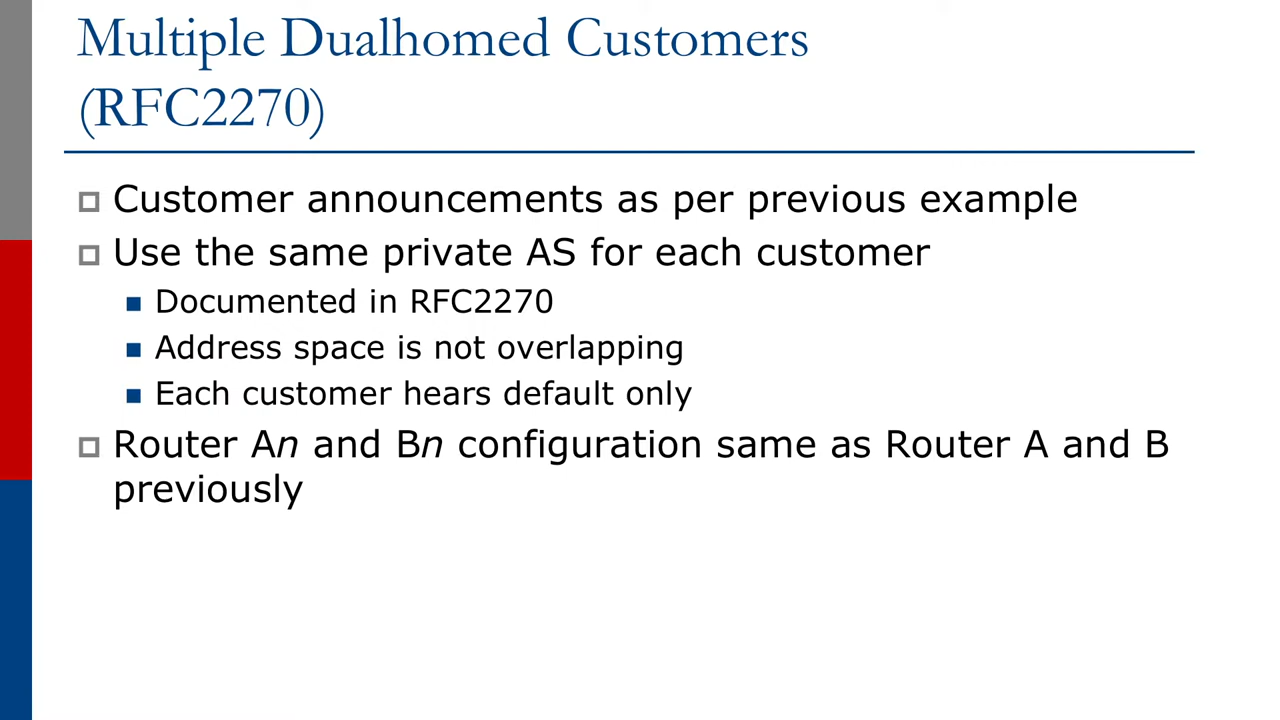 Multiple Dualhomed Customers
(RFC2270)
Customer announcements as per previous example
Use the same private AS for each customer
Documented in RFC2270
Address space is not overlapping
Each customer hears default only
Router An and Bn configuration same as Router A and B
previously